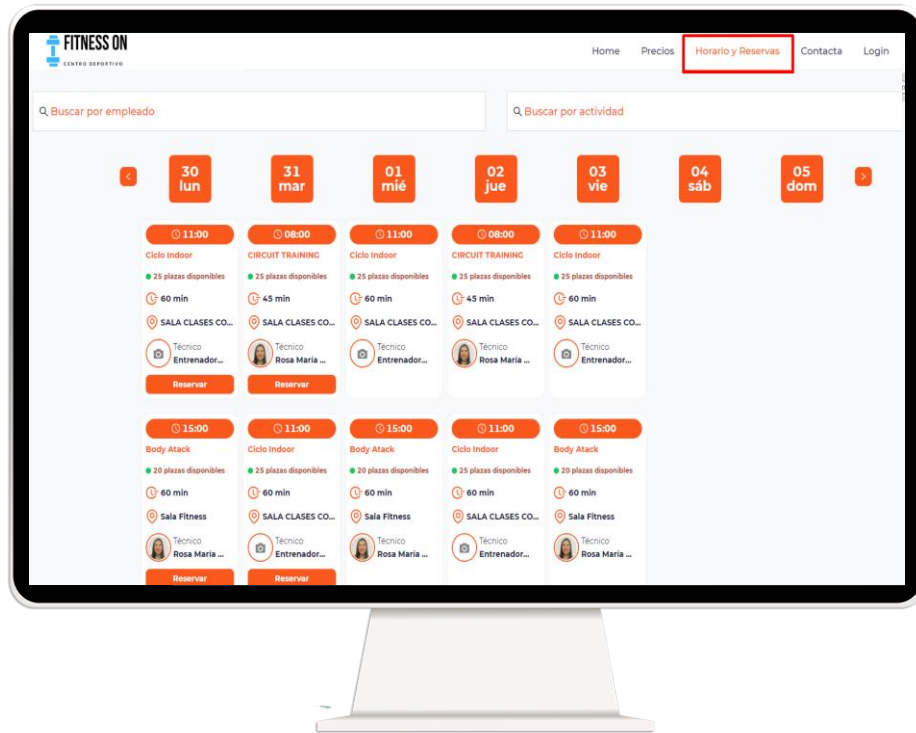 FITNESS ON
CENTRO DEPORTIVO
Home Precios Horario y Reservas Contacta Login
Buscar por empleado Buscar por actividad
30 31 01 02 03 04 05
lun mar mié jue vie sáb dom
11:00 08:00 11:00 08:00 11:00
Ciclo Indoor CIRCUIT TRAINING Ciclo Indoor CIRCUIT TRAINING Ciclo Indoor
25 plazas disponibles 25 plazas disponibles 25 plazas disponibles 25 plazas disponibles 25 plazas disponibles
60 min 45 min 60 min 45 min 60 min
SALA CLASES CO... SALA CLASES CO... SALA CLASES CO... SALA CLASES CO... SALA CLASES CO...
Técnico Técnico Técnico Técnico Técnico
Entrenador... Rosa María ... Entrenador... Rosa María ... Entrenador...
Reservar Reservar
15:00 11:00 15:00 11:00 15:00
Body Atack Ciclo Indoor Body Atack Ciclo Indoor Body Atack
20 plazas disponibles 25 plazas disponibles 20 plazas disponibles 25 plazas disponibles 20 plazas disponibles
60 min 60 min 60 min 60 min 60 min
Sala Fitness SALA CLASES CO... Sala Fitness SALA CLASES CO... Sala Fitness
Técnico Técnico Técnico Técnico Técnico
Rosa María ... Entrenador... Rosa María ... Entrenador... Rosa María ...
Reservar Reservar